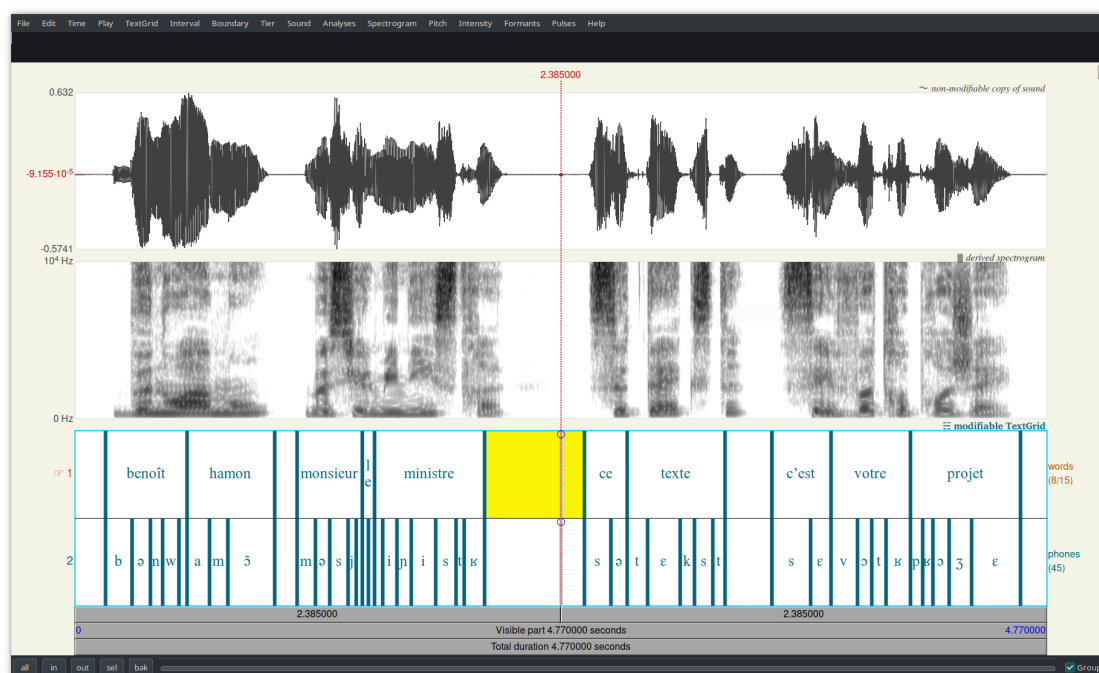 File Edit Time Play TextGrid Interval Boundary Tier Sound Analyses Spectrogram Pitch Intensity Formants Pulses Help
2.385000
~ non-modifiable copy of sound
0.632
-9.155·10⁻⁵
-0.5741
10⁴ Hz
derived spectrogram
0 Hz
modifiable TextGrid
☞ 1 benoît hamon monsieur le ministre ce texte c'est votre projet words (8/15)
2 b ə n w a m ɔ̃ m ə s j i ɲ i s t ʁ s ə t ɛ k s t s ɛ v ɔ t ʁ p ʁ ɔ ʒ ɛ phones (45)
2.385000 2.385000
0 Visible part 4.770000 seconds 4.770000
Total duration 4.770000 seconds
all in out sel bak Group